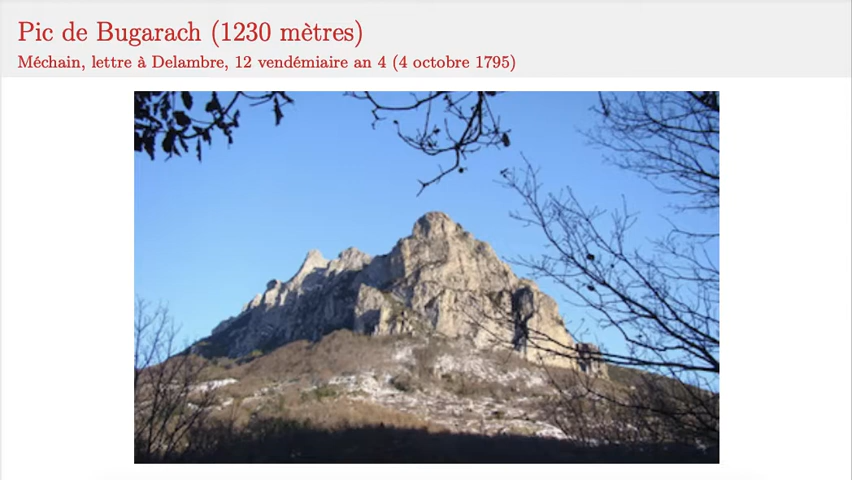 Pic de Bugarach (1230 mètres)
Méchain, lettre à Delambre, 12 vendémiaire an 4 (4 octobre 1795)